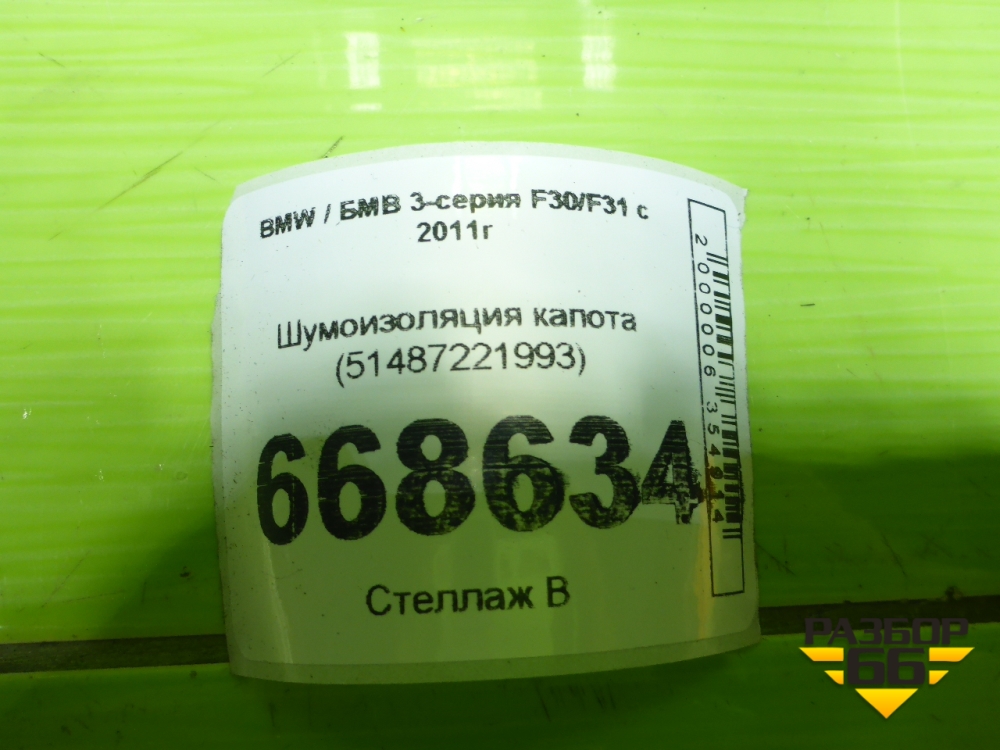 BMW / БМВ 3-серия F30/F31 с
2011г
Шумоизоляция капота
(51487221993)
668634
Стеллаж В
2000006354914
РАЗБОР
66